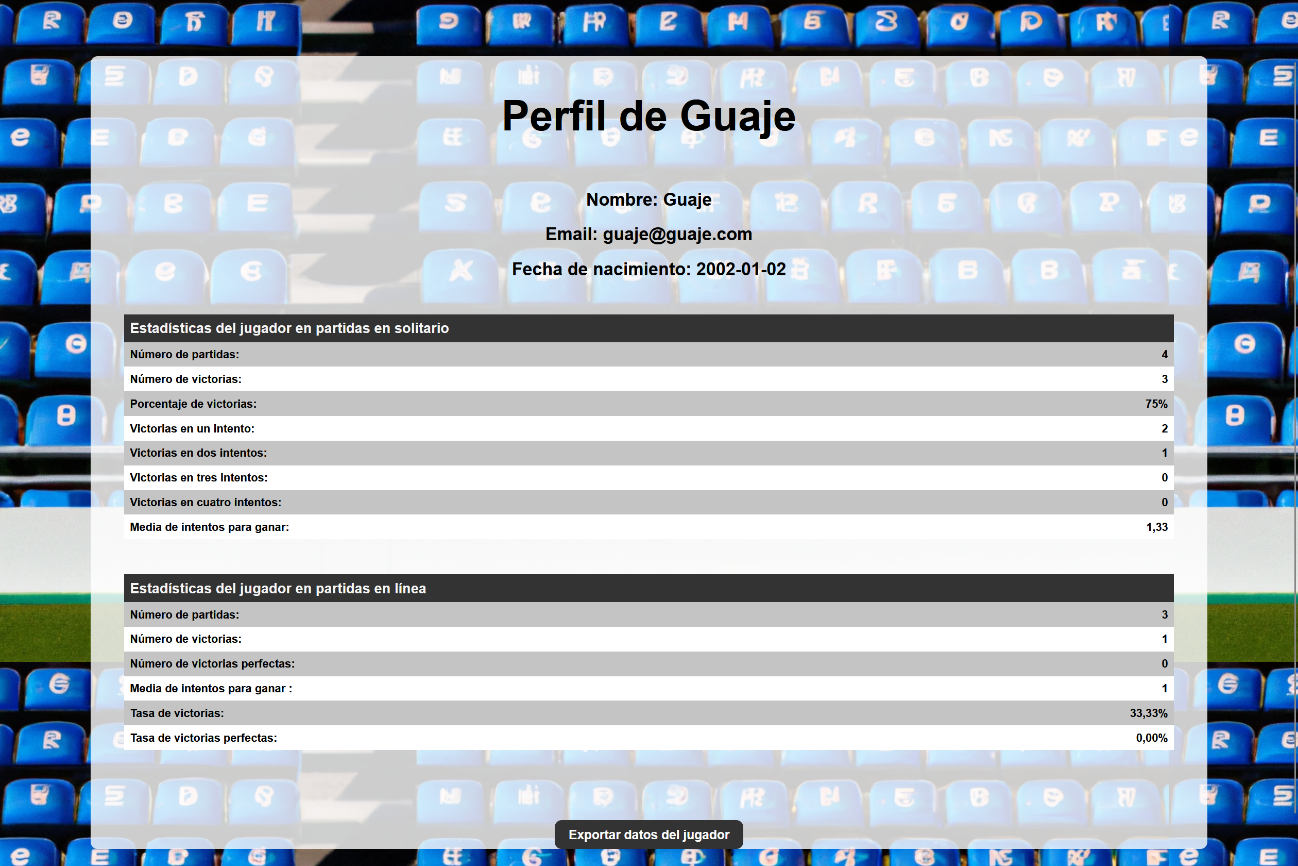 Perfil de Guaje
Nombre: Guaje
Email: guaje@guaje.com
Fecha de nacimiento: 2002-01-02
Estadísticas del jugador en partidas en solitario
Número de partidas: 4
Número de victorias: 3
Porcentaje de victorias: 75%
Victorias en un intento: 2
Victorias en dos intentos: 1
Victorias en tres intentos: 0
Victorias en cuatro intentos: 0
Media de intentos para ganar: 1,33
Estadísticas del jugador en partidas en línea
Número de partidas: 3
Número de victorias: 1
Número de victorias perfectas: 0
Media de intentos para ganar : 1
Tasa de victorias: 33,33%
Tasa de victorias perfectas: 0,00%
Exportar datos del jugador